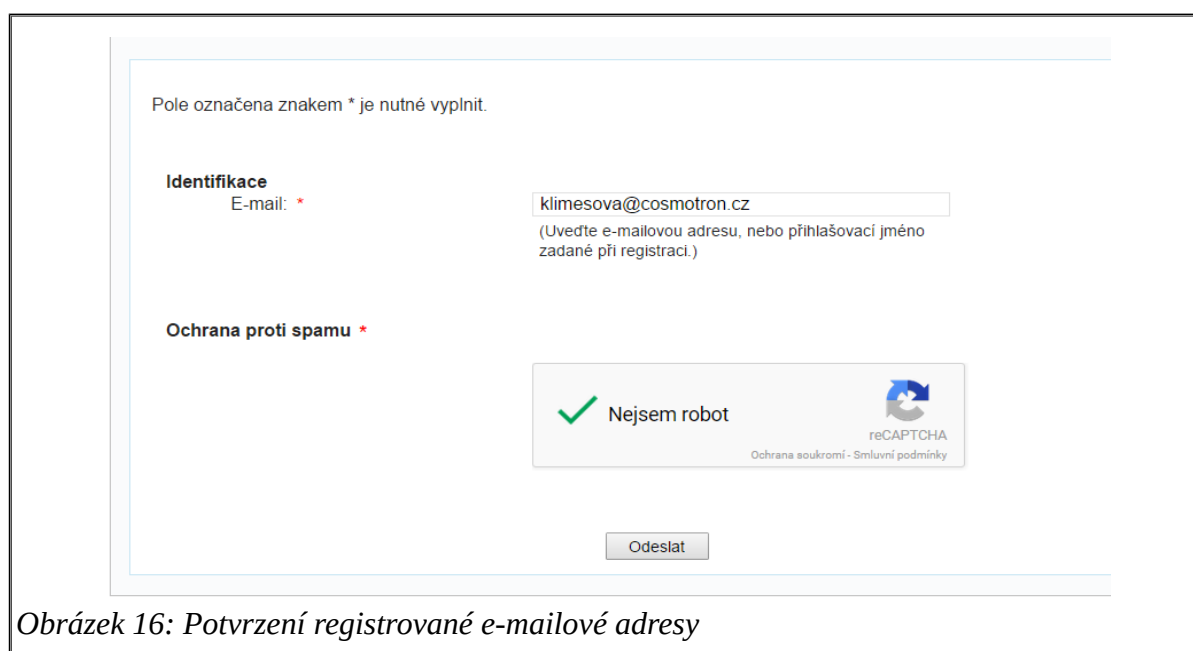 Pole označena znakem * je nutné vyplnit.
Identifikace
E-mail: *
klimesova@cosmotron.cz
(Uveďte e-mailovou adresu, nebo přihlašovací jméno
zadané při registraci.)
Ochrana proti spamu *
Nejsem robot
reCAPTCHA
Ochrana soukromí - Smluvní podmínky
Odeslat
Obrázek 16: Potvrzení registrované e-mailové adresy